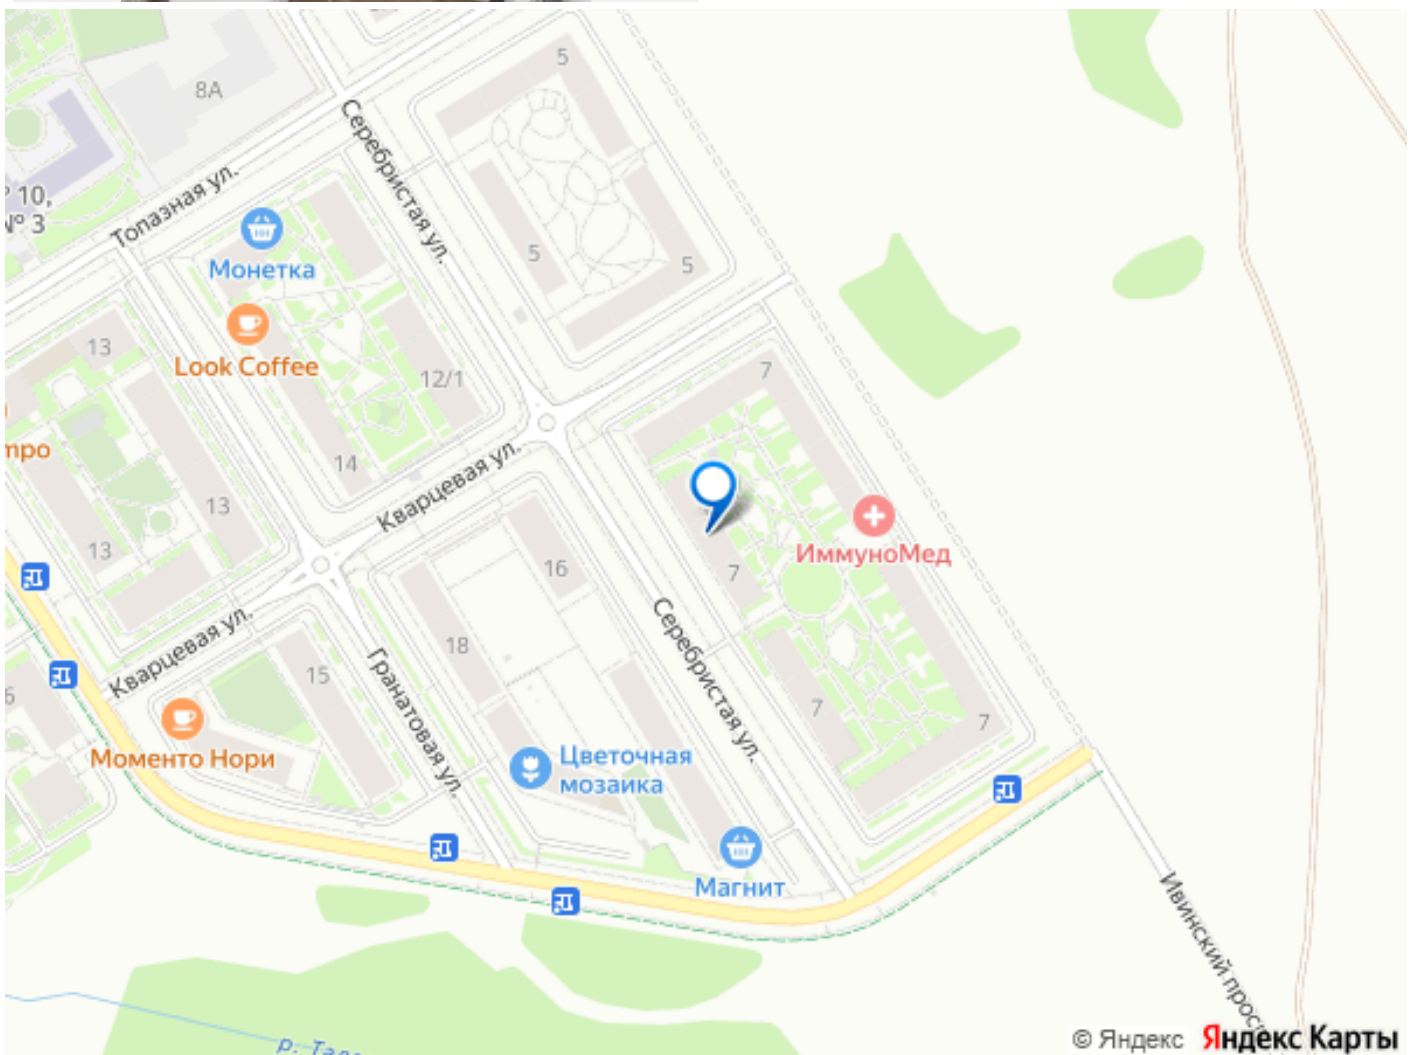 5
8А
Серебристая ул.
10,
№ 3
Топазная ул.
Монетка
5
5
Look Coffee
13
12/1
7
14
Кварцевая ул.
13
13
16
7
ИммуноМед
Кварцевая ул.
18
15
Гранатовая ул.
Серебристая ул.
7
7
Моменто Нори
Цветочная
мозаика
Магнит
Ивинский
р.
© Яндекс Яндекс Карты